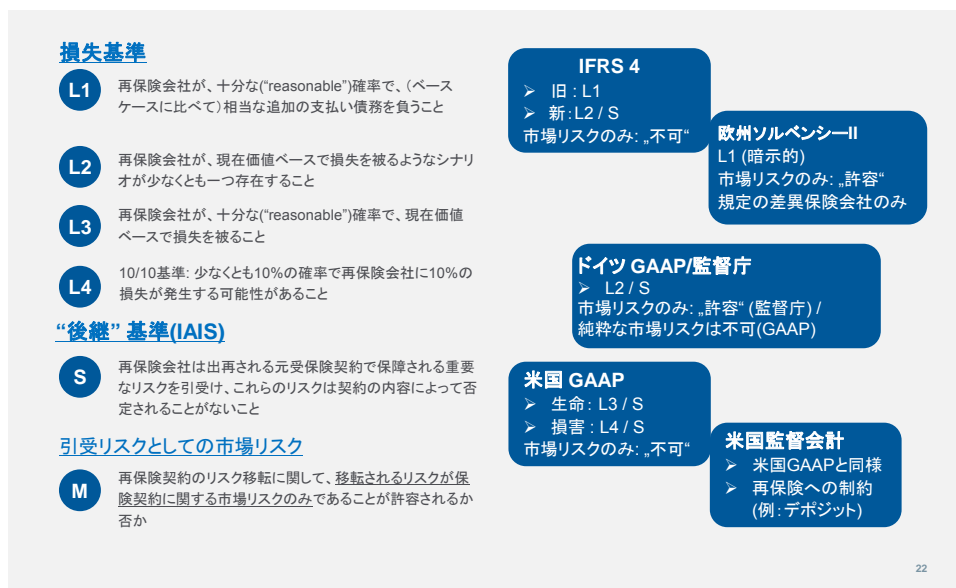 損失基準
L1
再保険会社が、十分な("reasonable")確率で、（ベース
ケースに比べて）相当な追加の支払い債務を負うこと
L2
再保険会社が、現在価値ベースで損失を被るようなシナリ
オが少なくとも一つ存在すること
L3
再保険会社が、十分な("reasonable")確率で、現在価値
ベースで損失を被ること
L4
10/10基準: 少なくとも10%の確率で再保険会社に10%の
損失が発生する可能性があること
“後継” 基準(IAIS)
S
再保険会社は出再される元受保険契約で保障される重要
なリスクを引受け、これらのリスクは契約の内容によって否
定されることがないこと
引受リスクとしての市場リスク
M
再保険契約のリスク移転に関して、移転されるリスクが保
険契約に関する市場リスクのみであることが許容されるか
否か
IFRS 4
➢ 旧：L1
➢ 新：L2 / S
市場リスクのみ: „不可“
欧州ソルベンシーII
L1 (暗示的)
市場リスクのみ: „許容“
規定の差異保険会社のみ
ドイツ GAAP/監督庁
➢ L2 / S
市場リスクのみ: „許容“ (監督庁) /
純粋な市場リスクは不可(GAAP)
米国 GAAP
➢ 生命：L3 / S
➢ 損害：L4 / S
市場リスクのみ: „不可“
米国監督会計
➢ 米国GAAPと同様
➢ 再保険への制約
(例：デポジット)
22